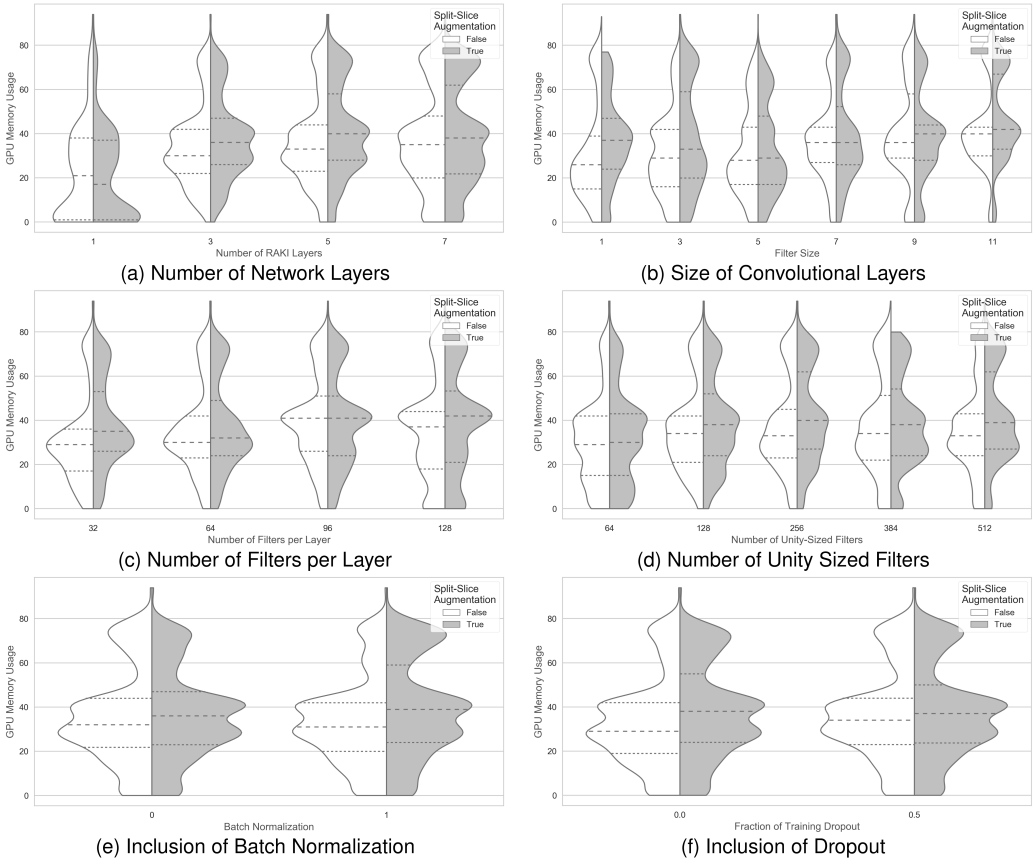 Split-Slice
Augmentation
False
True
GPU Memory Usage
80
60
40
20
0
1 3 5 7
Number of RAKI Layers
(a) Number of Network Layers
Split-Slice
Augmentation
False
True
GPU Memory Usage
80
60
40
20
0
1 3 5 7 9 11
Filter Size
(b) Size of Convolutional Layers
Split-Slice
Augmentation
False
True
GPU Memory Usage
80
60
40
20
0
32 64 96 128
Number of Filters per Layer
(c) Number of Filters per Layer
Split-Slice
Augmentation
False
True
GPU Memory Usage
80
60
40
20
0
64 128 256 384 512
Number of Unity-Sized Filters
(d) Number of Unity Sized Filters
Split-Slice
Augmentation
False
True
GPU Memory Usage
80
60
40
20
0
0 1
Batch Normalization
(e) Inclusion of Batch Normalization
Split-Slice
Augmentation
False
True
GPU Memory Usage
80
60
40
20
0
0.0 0.5
Fraction of Training Dropout
(f) Inclusion of Dropout